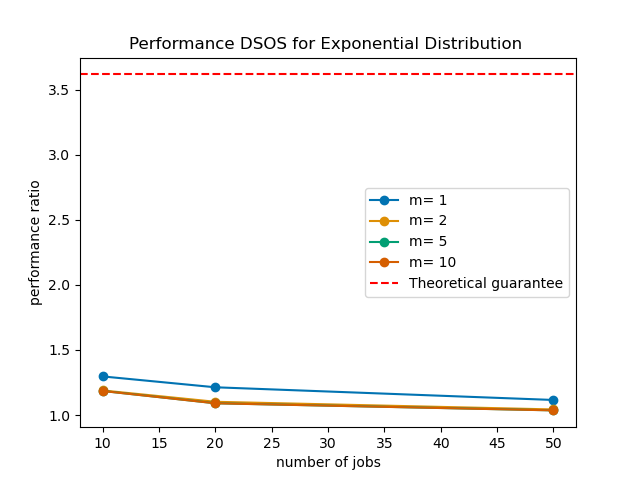 Performance DSOS for Exponential Distribution
performance ratio
3.5
3.0
2.5
2.0
1.5
1.0
m= 1
m= 2
m= 5
m= 10
Theoretical guarantee
10 15 20 25 30 35 40 45 50
number of jobs